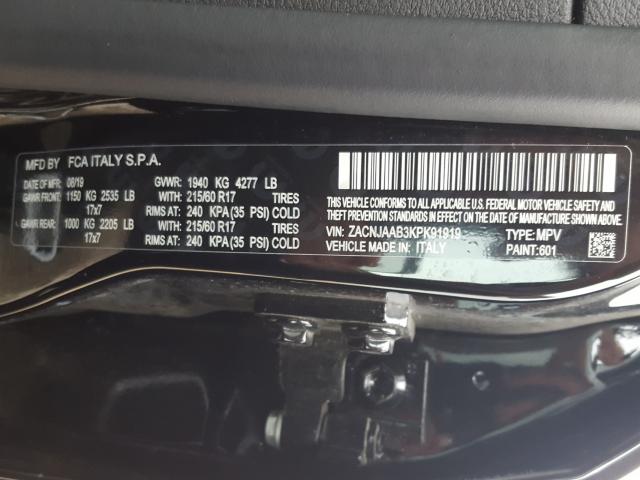 MFD BY FCA ITALY S.P.A.
DATE OF MFD: 08/19 GVWR: 1940 KG 4277 LB
GAWR FRONT: 1150 KG 2535 LB WITH: 215/60 R17 TIRES
17x7 RIMS AT: 240 KPA(35 PSI) COLD
GAWR REAR: 1000 KG 2205 LB WITH: 215/60 R17 TIRES
17x7 RIMS AT: 240 KPA(35 PSI) COLD
THIS VEHICLE CONFORMS TO ALL APPLICABLE U.S. FEDERAL MOTOR VEHICLE SAFETY
AND THEFT PREVENTION STANDARDS IN EFFECT ON THE DATE OF MFR SHOWN ABOVE
VIN: ZACNJAAB3KPK91919 TYPE: MPV
VEHICLE MADE IN: ITALY PAINT: 601